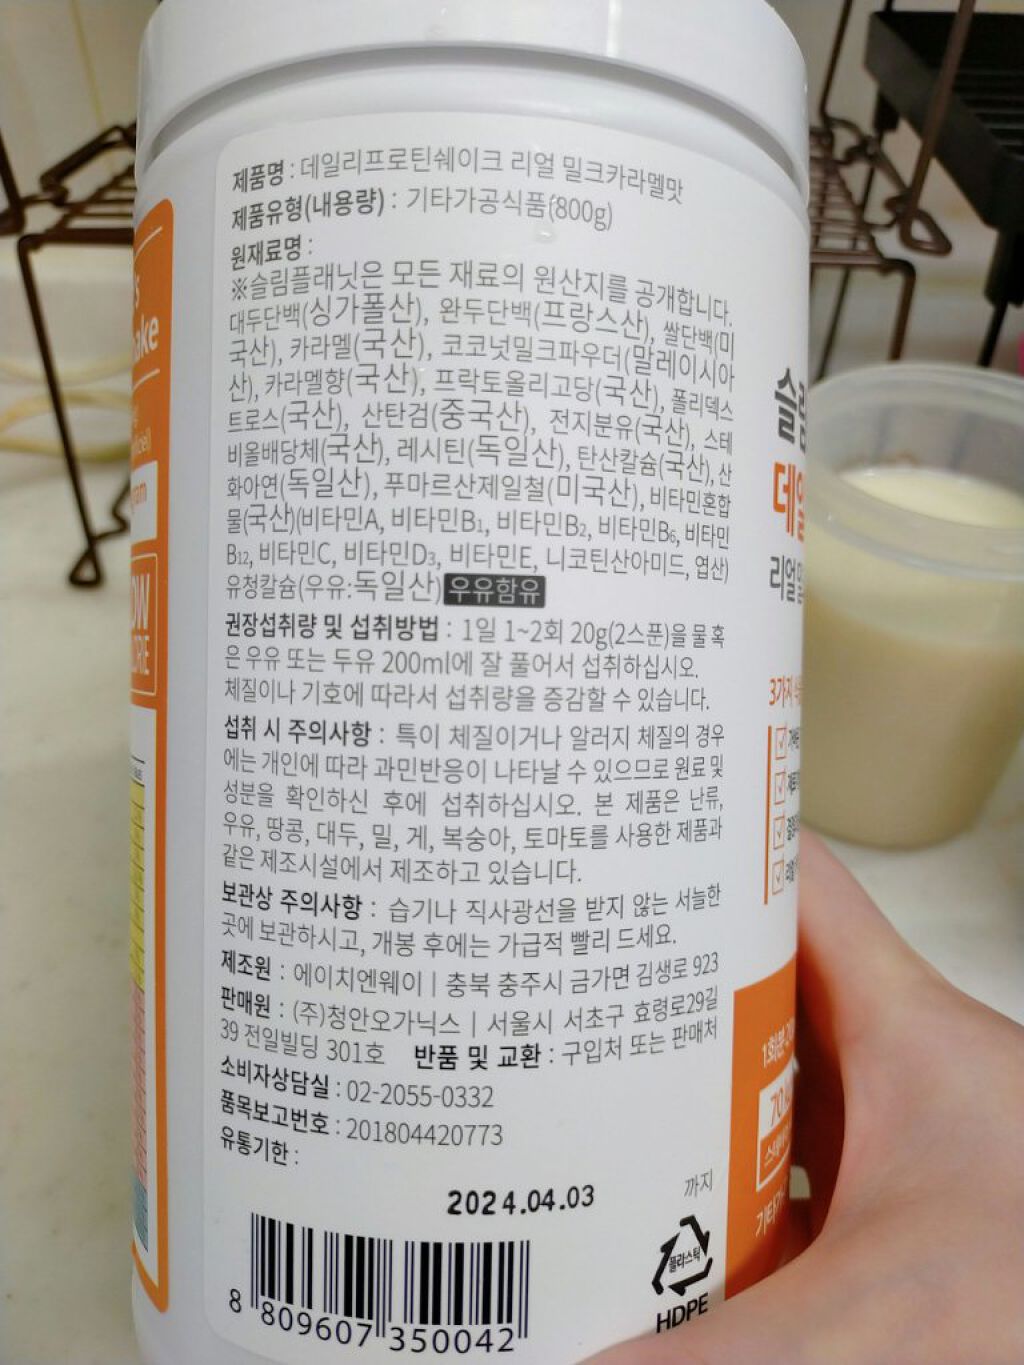 제품명 : 데일리프로틴쉐이크 리얼 밀크카라멜맛
제품유형(내용량) : 기타가공식품(800g)
원재료명 :
※슬림플래닛은 모든 재료의 원산지를 공개합니다.
대두단백(싱가폴산), 완두단백(프랑스산), 쌀단백(미
국산), 카라멜(국산), 코코넛밀크파우더(말레이시아
산), 카라멜향(국산), 프락토올리고당(국산), 폴리덱스
트로스(국산), 산탄검(중국산), 전지분유(국산), 스테
비올배당체(국산), 레시틴(독일산), 탄산칼슘(국산), 산
화아연(독일산), 푸마르산제일철(미국산), 비타민혼합
물(국산)(비타민A, 비타민B1, 비타민B2, 비타민B6, 비타민
B12, 비타민C, 비타민D3, 비타민E, 니코틴산아미드, 엽산)
유청칼슘(우유:독일산) 우유함유
권장섭취량 및 섭취방법 : 1일 1~2회 20g(2스푼)을 물 혹
은 우유 또는 두유 200ml에 잘 풀어서 섭취하십시오.
체질이나 기호에 따라서 섭취량을 증감할 수 있습니다.
섭취 시 주의사항 : 특이 체질이거나 알러지 체질의 경우
에는 개인에 따라 과민반응이 나타날 수 있으므로 원료 및
성분을 확인하신 후에 섭취하십시오. 본 제품은 난류,
우유, 땅콩, 대두, 밀, 게, 복숭아, 토마토를 사용한 제품과
같은 제조시설에서 제조하고 있습니다.
보관상 주의사항 : 습기나 직사광선을 받지 않는 서늘한
곳에 보관하시고, 개봉 후에는 가급적 빨리 드세요.
제조원 : 에이치엔웨이 | 충북 충주시 금가면 김생로 923
판매원 : (주)청안오가닉스 | 서울시 서초구 효령로29길
39 전일빌딩 301호 반품 및 교환 : 구입처 또는 판매처
소비자상담실 : 02-2055-0332
품목보고번호 : 201804420773
유통기한 :
2024.04.03 까지
8 809607 350042
플라스틱
HDPE
리얼
3가지
70